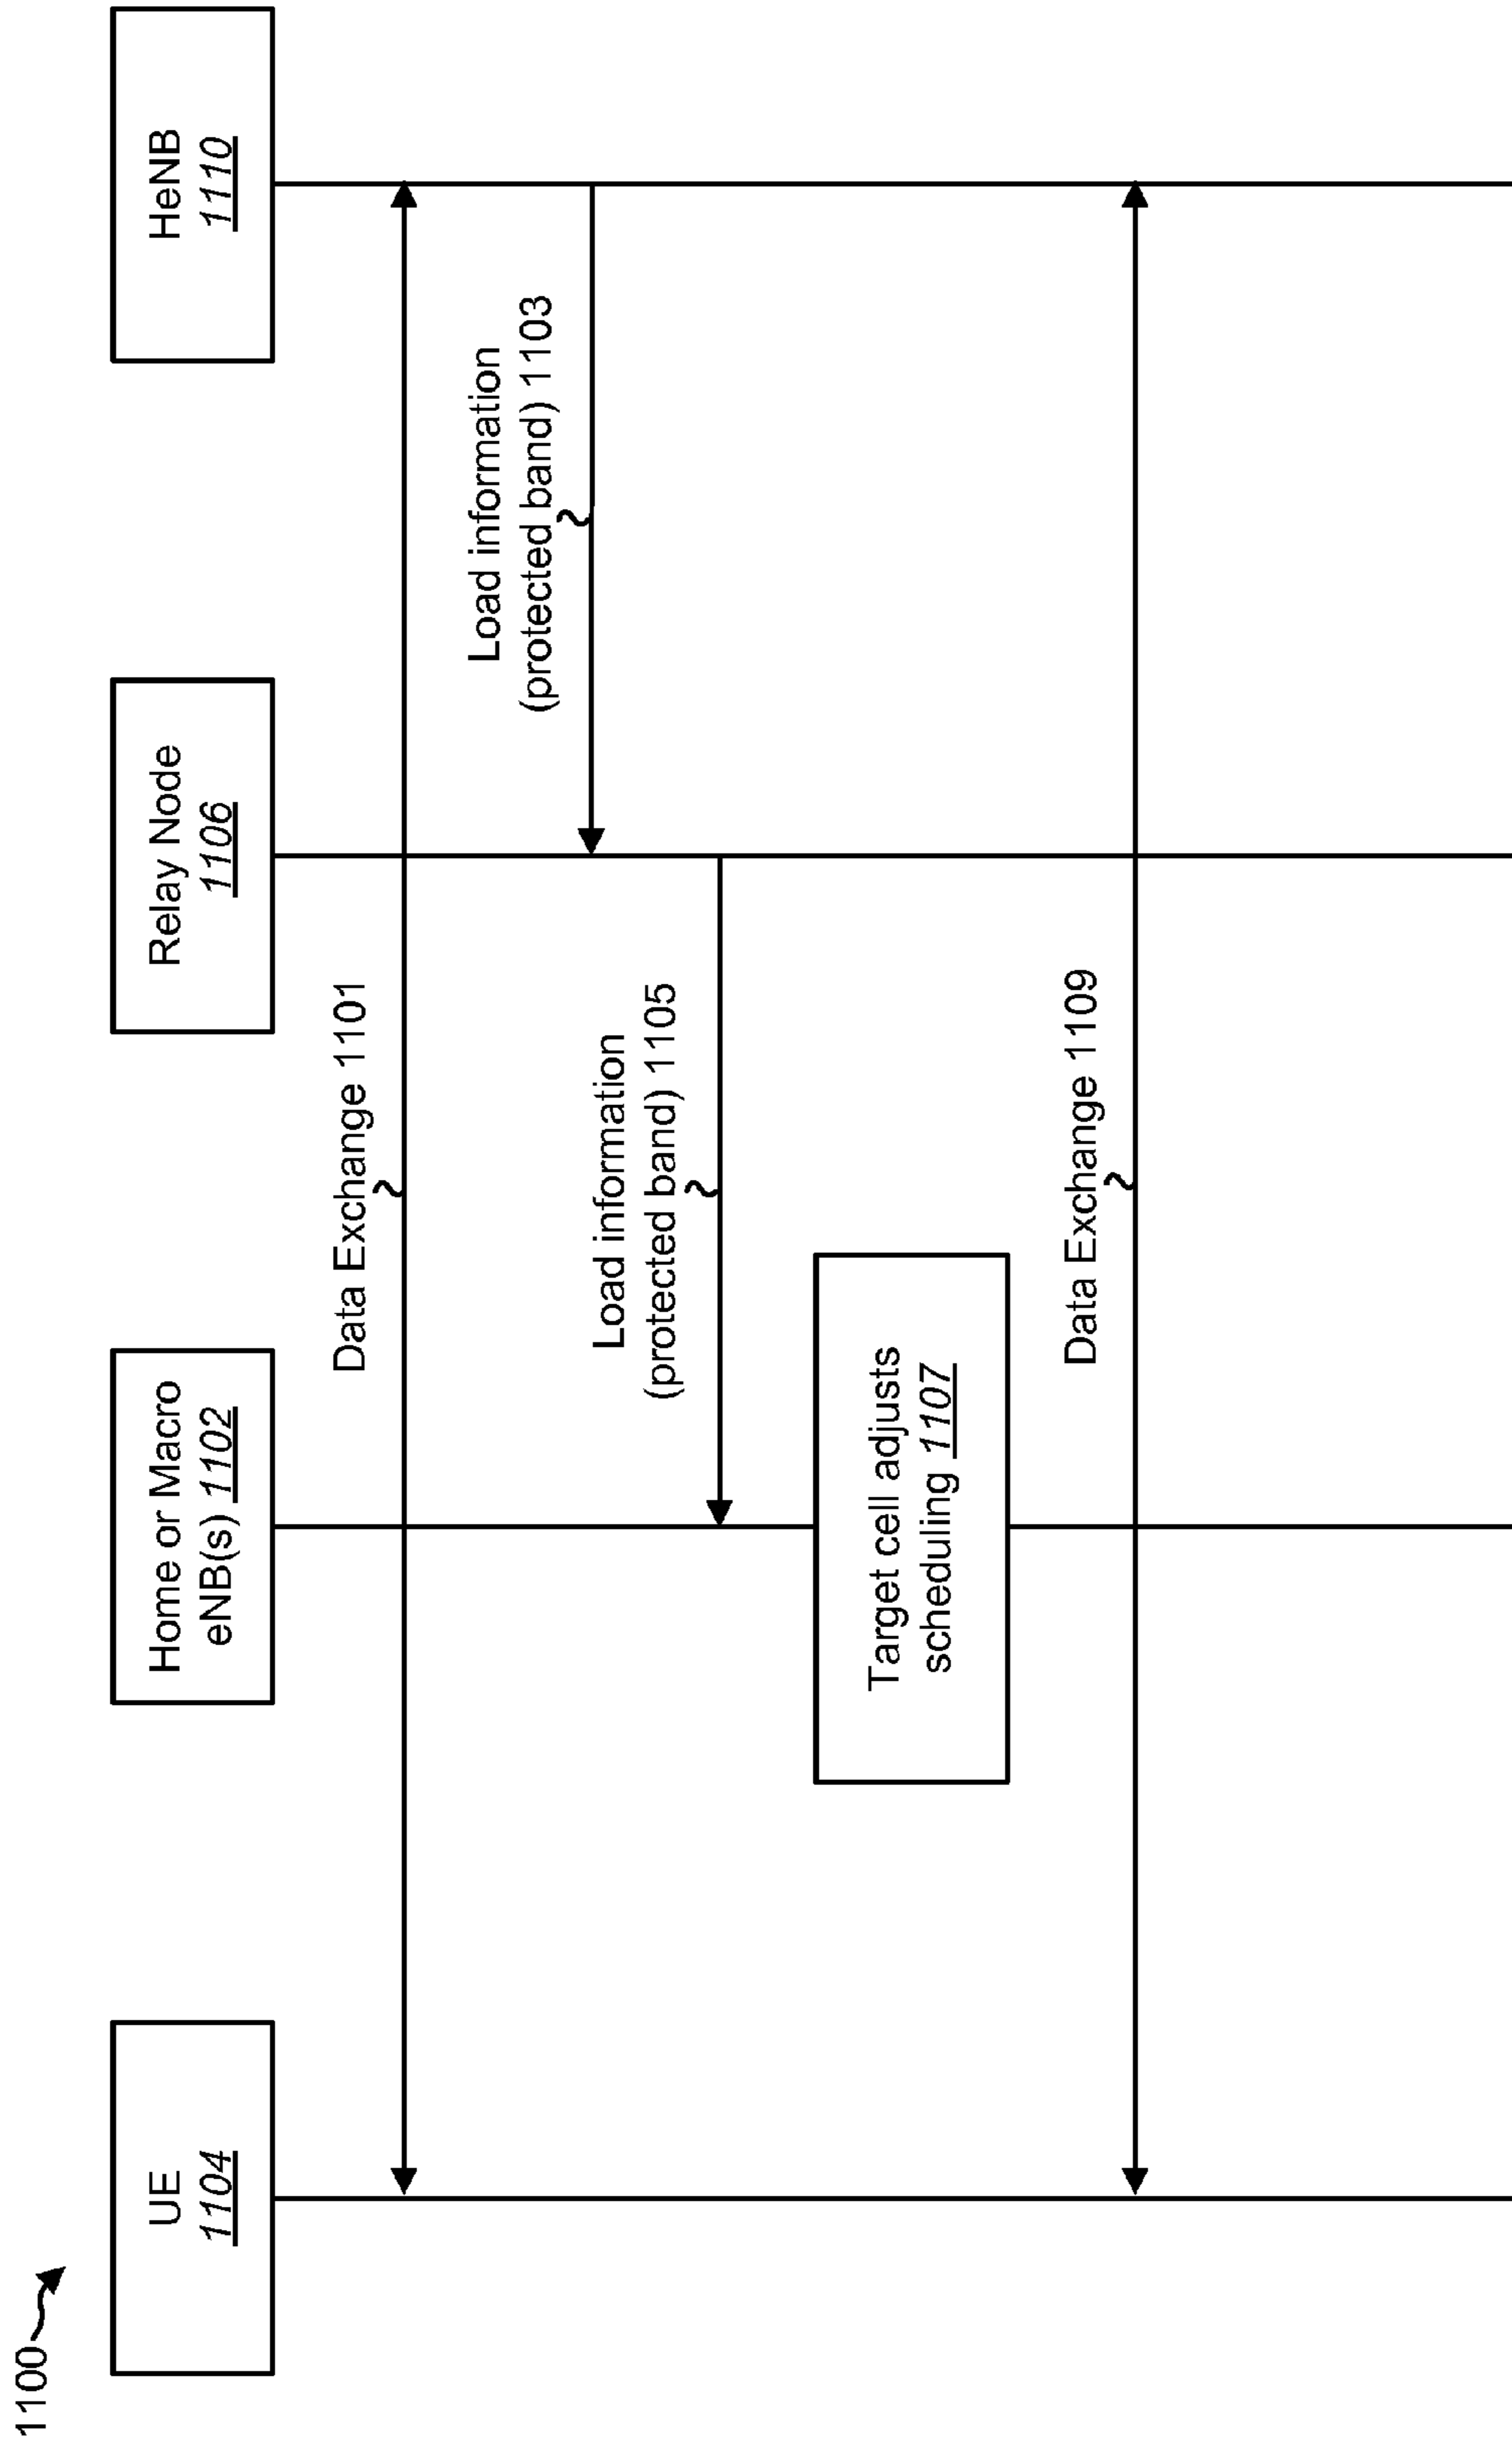 1100
UE
1104
Home or Macro
eNB(s) 1102
Relay Node
1106
HeNB
1110
Data Exchange 1101
Load information
(protected band) 1103
Load information
(protected band) 1105
Target cell adjusts
scheduling 1107
Data Exchange 1109